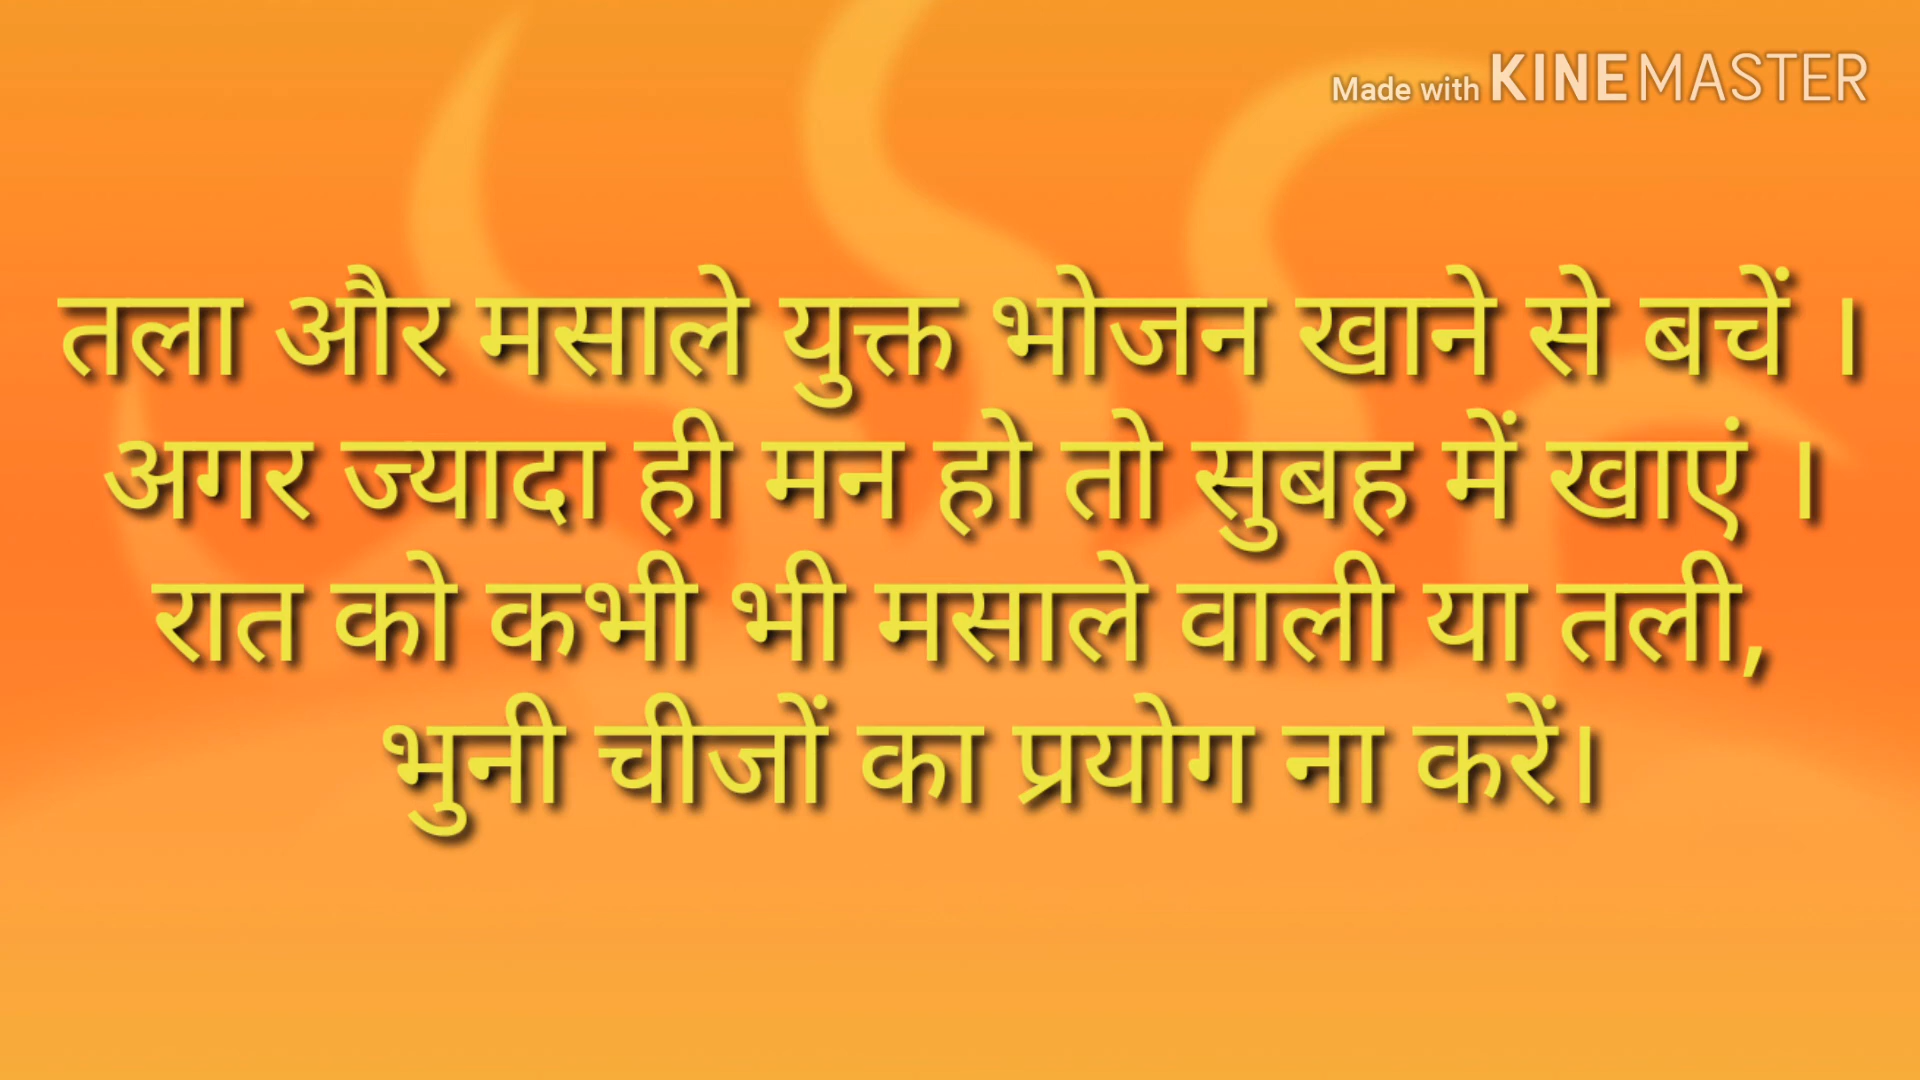 Made with KINEMASTER
तला और मसाले युक्त भोजन खाने से बचें ।
अगर ज्यादा ही मन हो तो सुबह में खाएं ।
रात को कभी भी मसाले वाली या तली,
भुनी चीजों का प्रयोग ना करें।